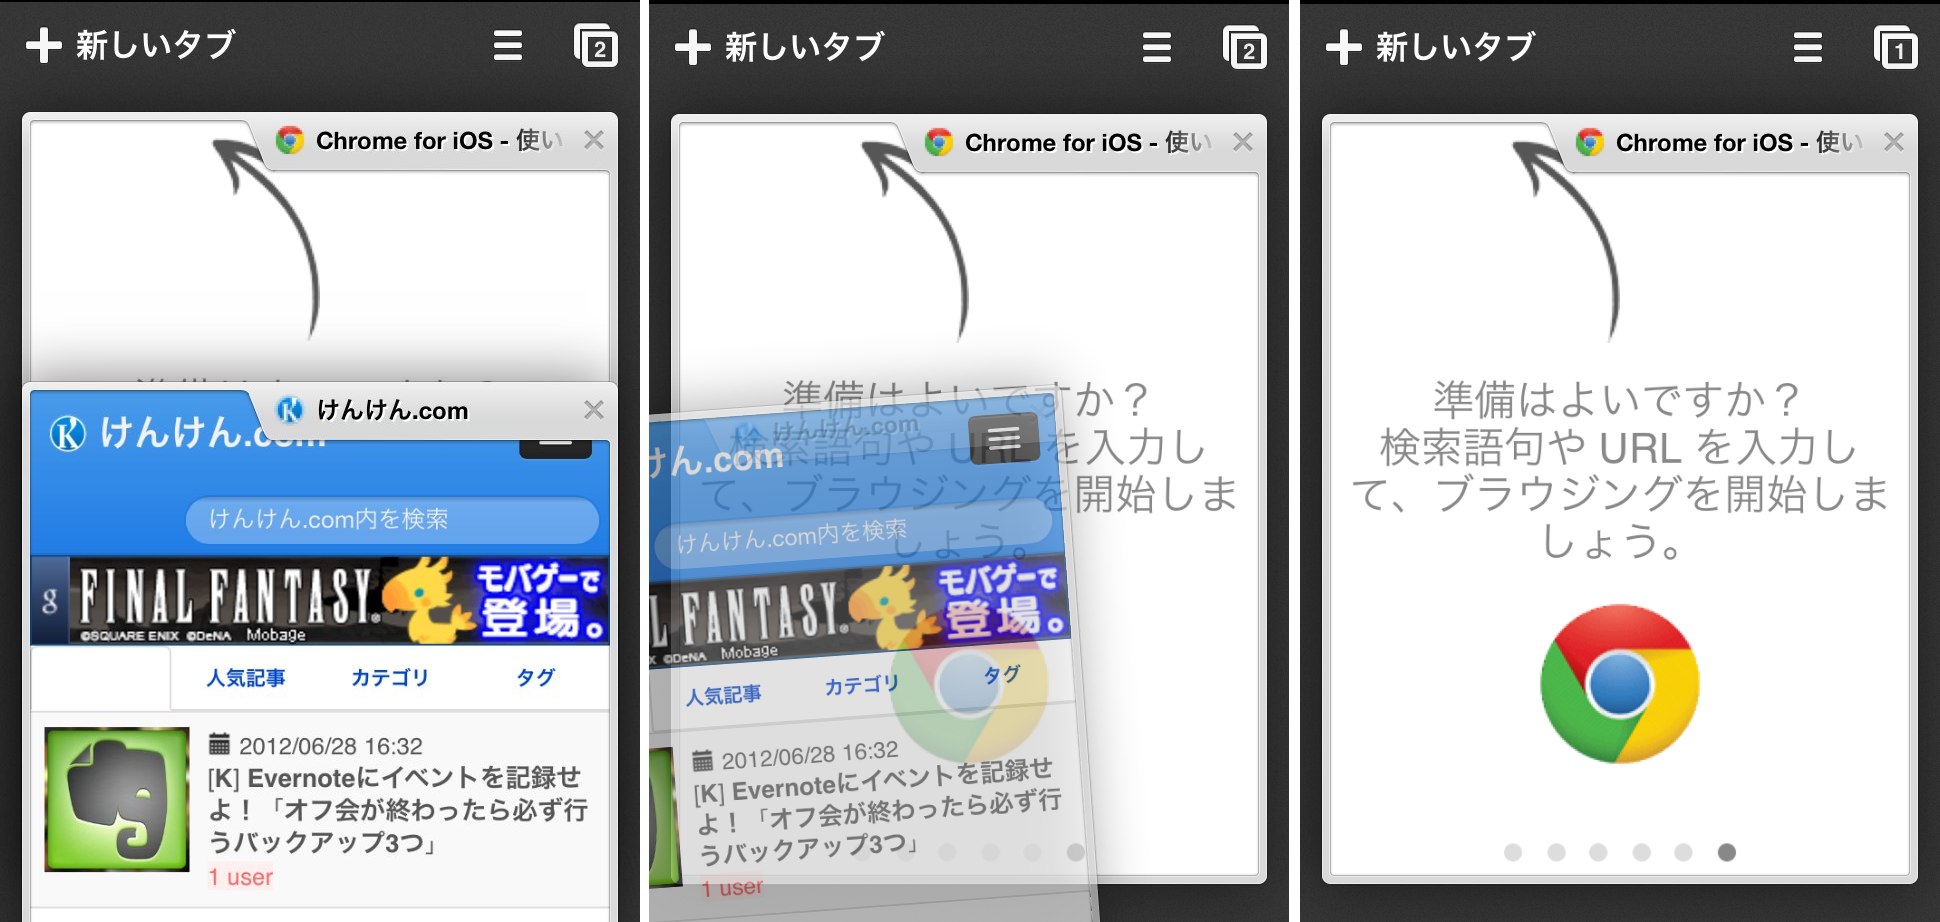 新しいタブ
2
Chrome for iOS - 使い
けんけん.com
けんけん.com
けんけん.com内を検索
g
FINAL FANTASY®
©SQUARE ENIX ©DeNA Mobage
モバゲーで
登場。
人気記事 カテゴリ タグ
2012/06/28 16:32
[K] Evernoteにイベントを記録せ
よ！「オフ会が終わったら必ず行
うバックアップ3つ」
1 user
新しいタブ
2
Chrome for iOS - 使い
準備はよいですか？
検索語句や URL を入力し
て、ブラウジングを開始しま
しょう。
けんけん.com
けん.com
けんけん.com内を検索
L FANTASY®
©DeNA Mobage
モバゲーで
登場。
人気記事 カテゴリ タグ
2012/06/28 16:32
[K] Evernoteにイベントを記録せ
よ！「オフ会が終わったら必ず行
うバックアップ3つ」
1 user
新しいタブ
1
Chrome for iOS - 使い
準備はよいですか？
検索語句や URL を入力し
て、ブラウジングを開始しま
しょう。